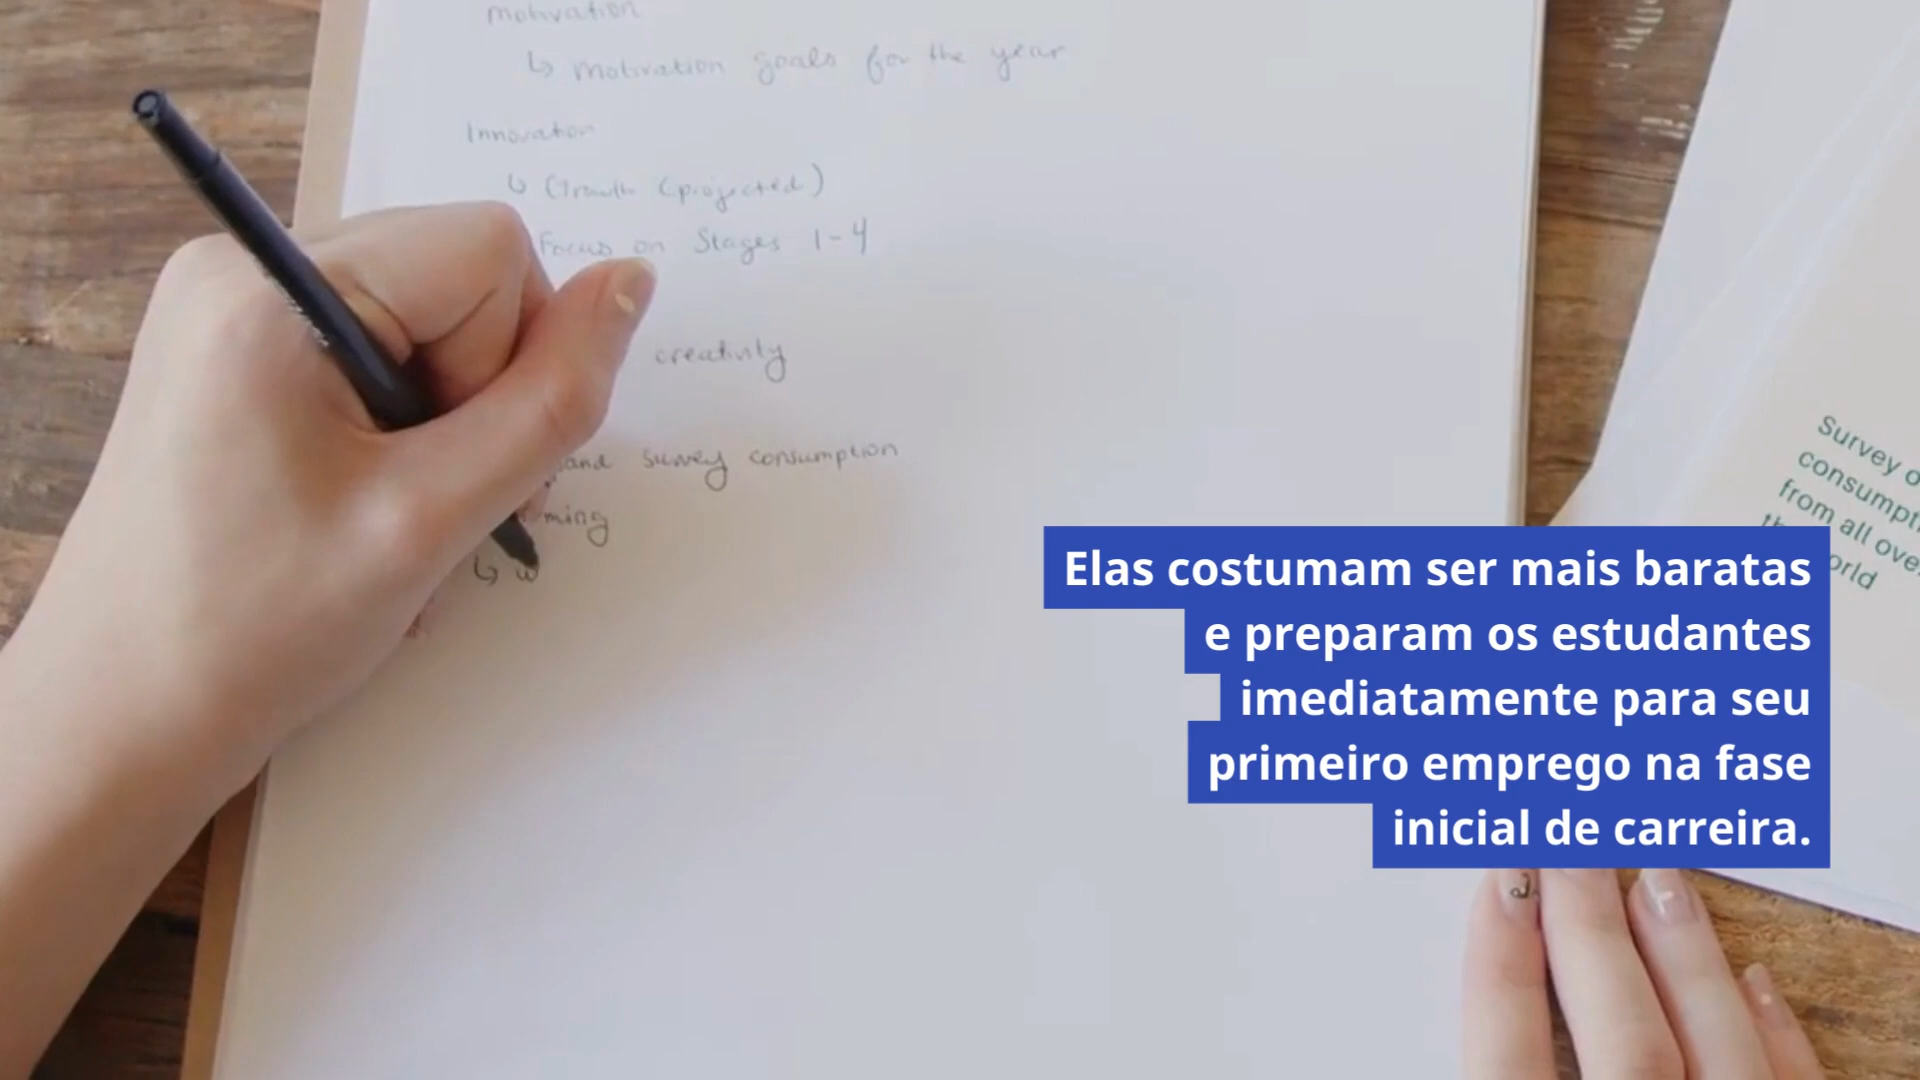 Motivation
↳ Motivation goals for the year
Innovation
↳ Growth (projected)
Focus on Stages 1-4
creativity
and survey consumption
ming
↳ w
Survey o
consumpt
from all ove
th orld
Elas costumam ser mais baratas
e preparam os estudantes
imediatamente para seu
primeiro emprego na fase
inicial de carreira.